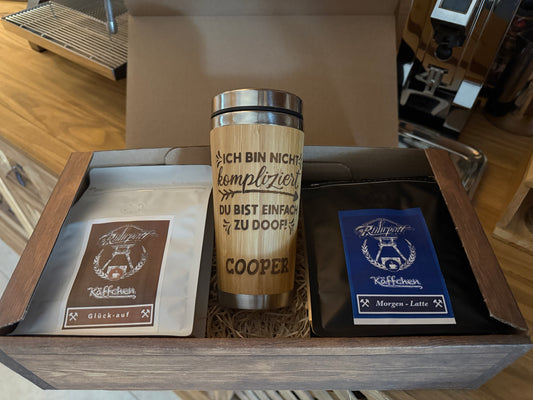 Ruhrpott
Käffchen
Glück-auf
ICH BIN NICHT
kompliziert
DU BIST EINFACH
ZU DOOF!
COOPER
Ruhrpott
Käffchen
Morgen - Latte